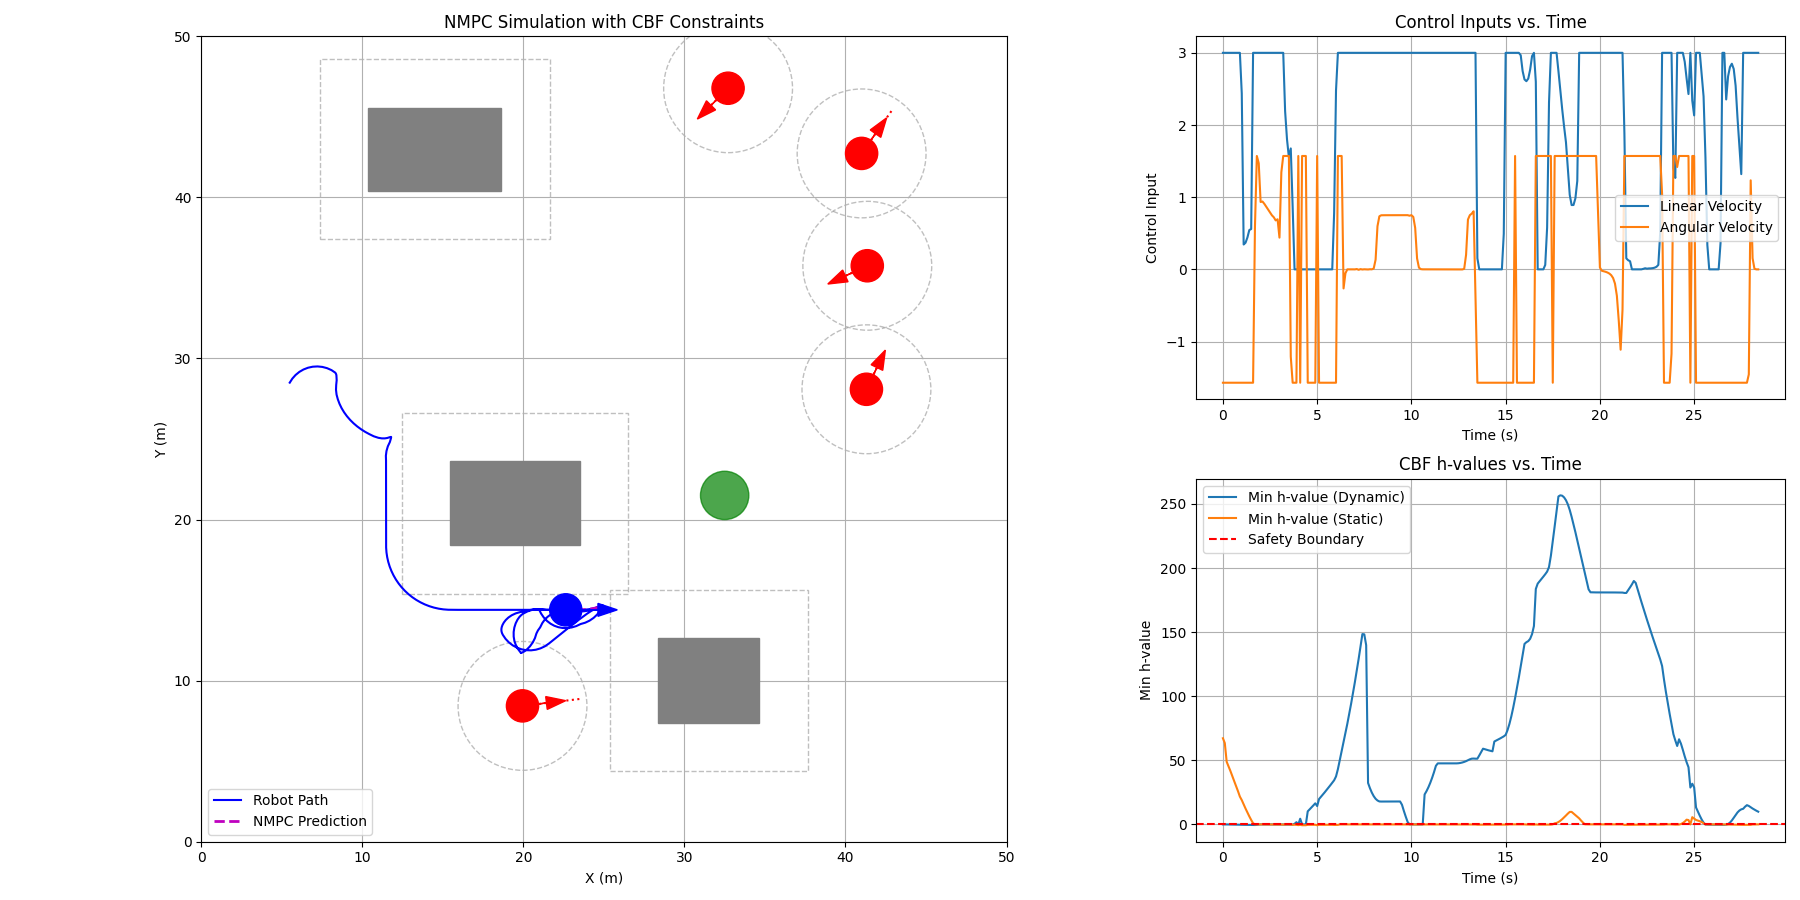 NMPC Simulation with CBF Constraints
50
40
30
20
10
0
Y (m)
0 10 20 30 40 50
X (m)
Robot Path
NMPC Prediction
Control Inputs vs. Time
3
2
1
0
−1
Control Input
Linear Velocity
Angular Velocity
0 5 10 15 20 25
Time (s)
CBF h-values vs. Time
250
200
150
100
50
0
Min h-value
Min h-value (Dynamic)
Min h-value (Static)
Safety Boundary
0 5 10 15 20 25
Time (s)